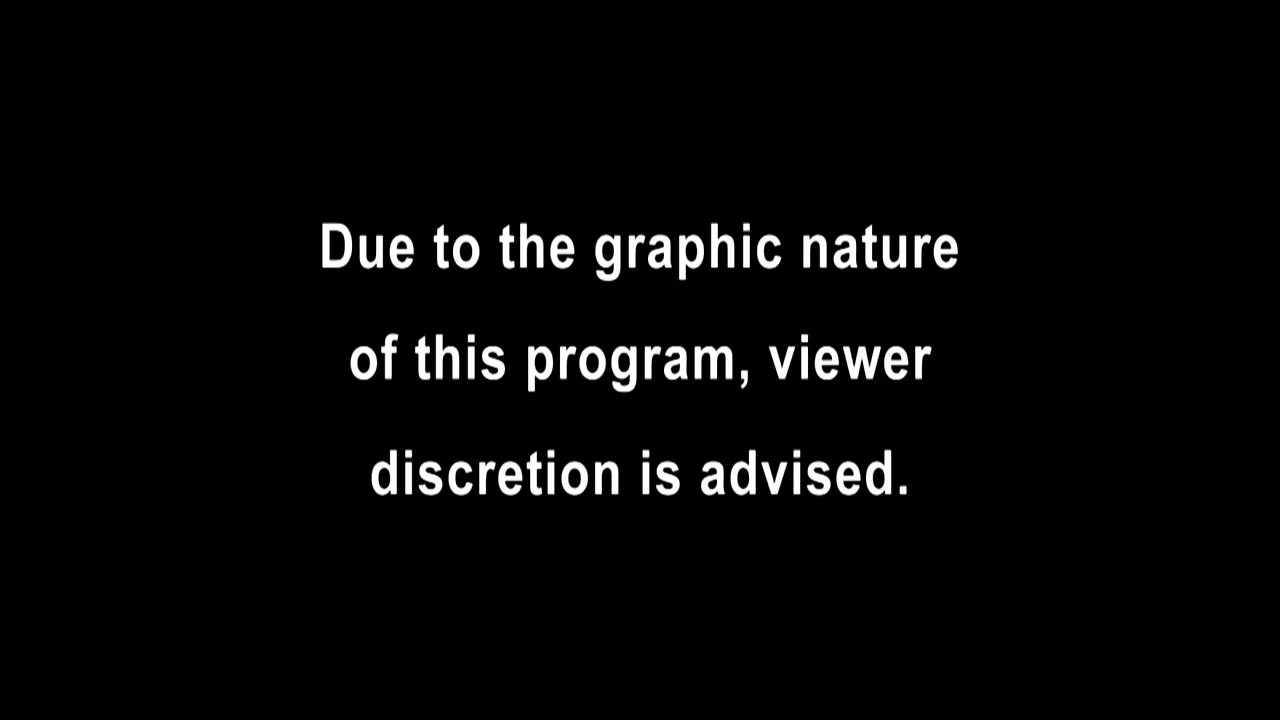 Due to the graphic nature
of this program, viewer
discretion is advised.